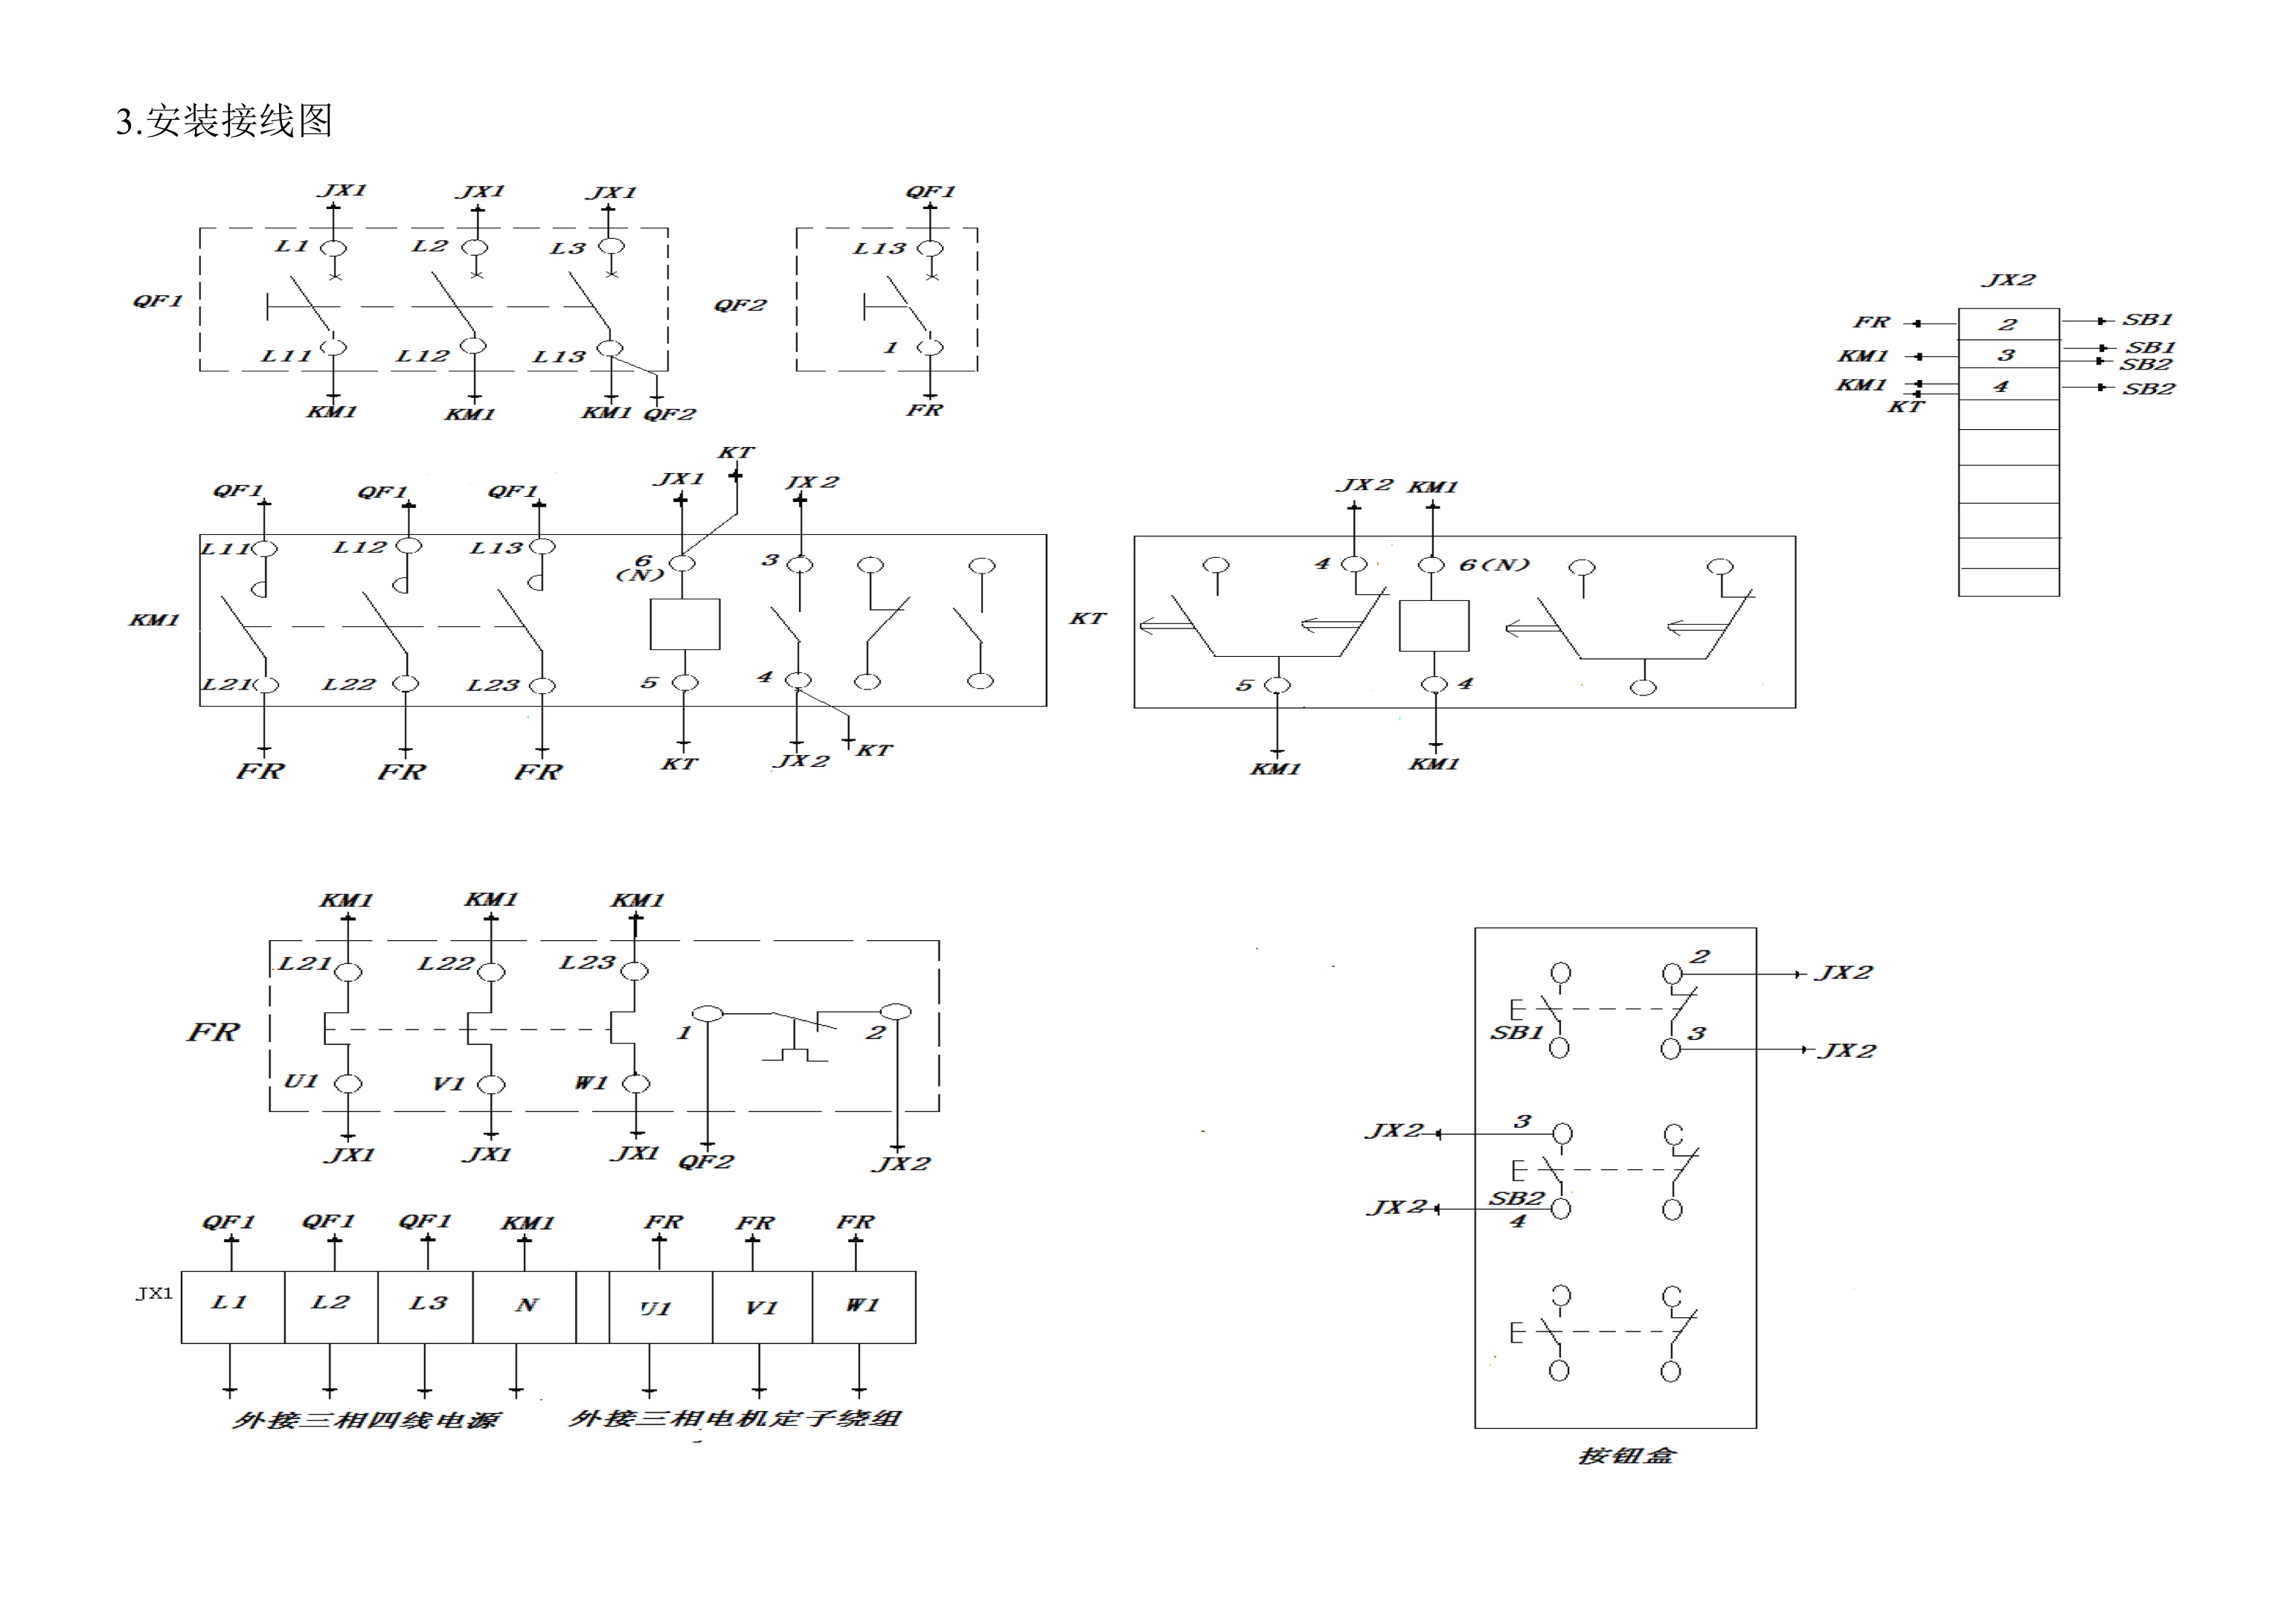 3.安装接线图
JX1 JX1 JX1 QF1
L1 L2 L3 L13
QF1 QF2
L11 L12 L13 1
KM1 KM1 KM1 QF2 FR
JX2
FR 2 SB1
KM1 3 SB1
SB2
KM1 4 SB2
KT
KT
QF1 QF1 QF1 JX1 JX2 JX2 KM1
L11 L12 L13 6 3 4 6(N)
(N)
KM1 KT
L21 L22 L23 5 4 5 4
FR FR FR KT JX2 KT KM1 KM1
KM1 KM1 KM1
L21 L22 L23
FR 1 2
U1 V1 W1
JX1 JX1 JX1 QF2 JX2
2 JX2
SB1 3 JX2
JX2 3
JX2 SB2
4
按钮盒
QF1 QF1 QF1 KM1 FR FR FR
JX1 L1 L2 L3 N U1 V1 W1
外接三相四线电源 外接三相电机定子绕组